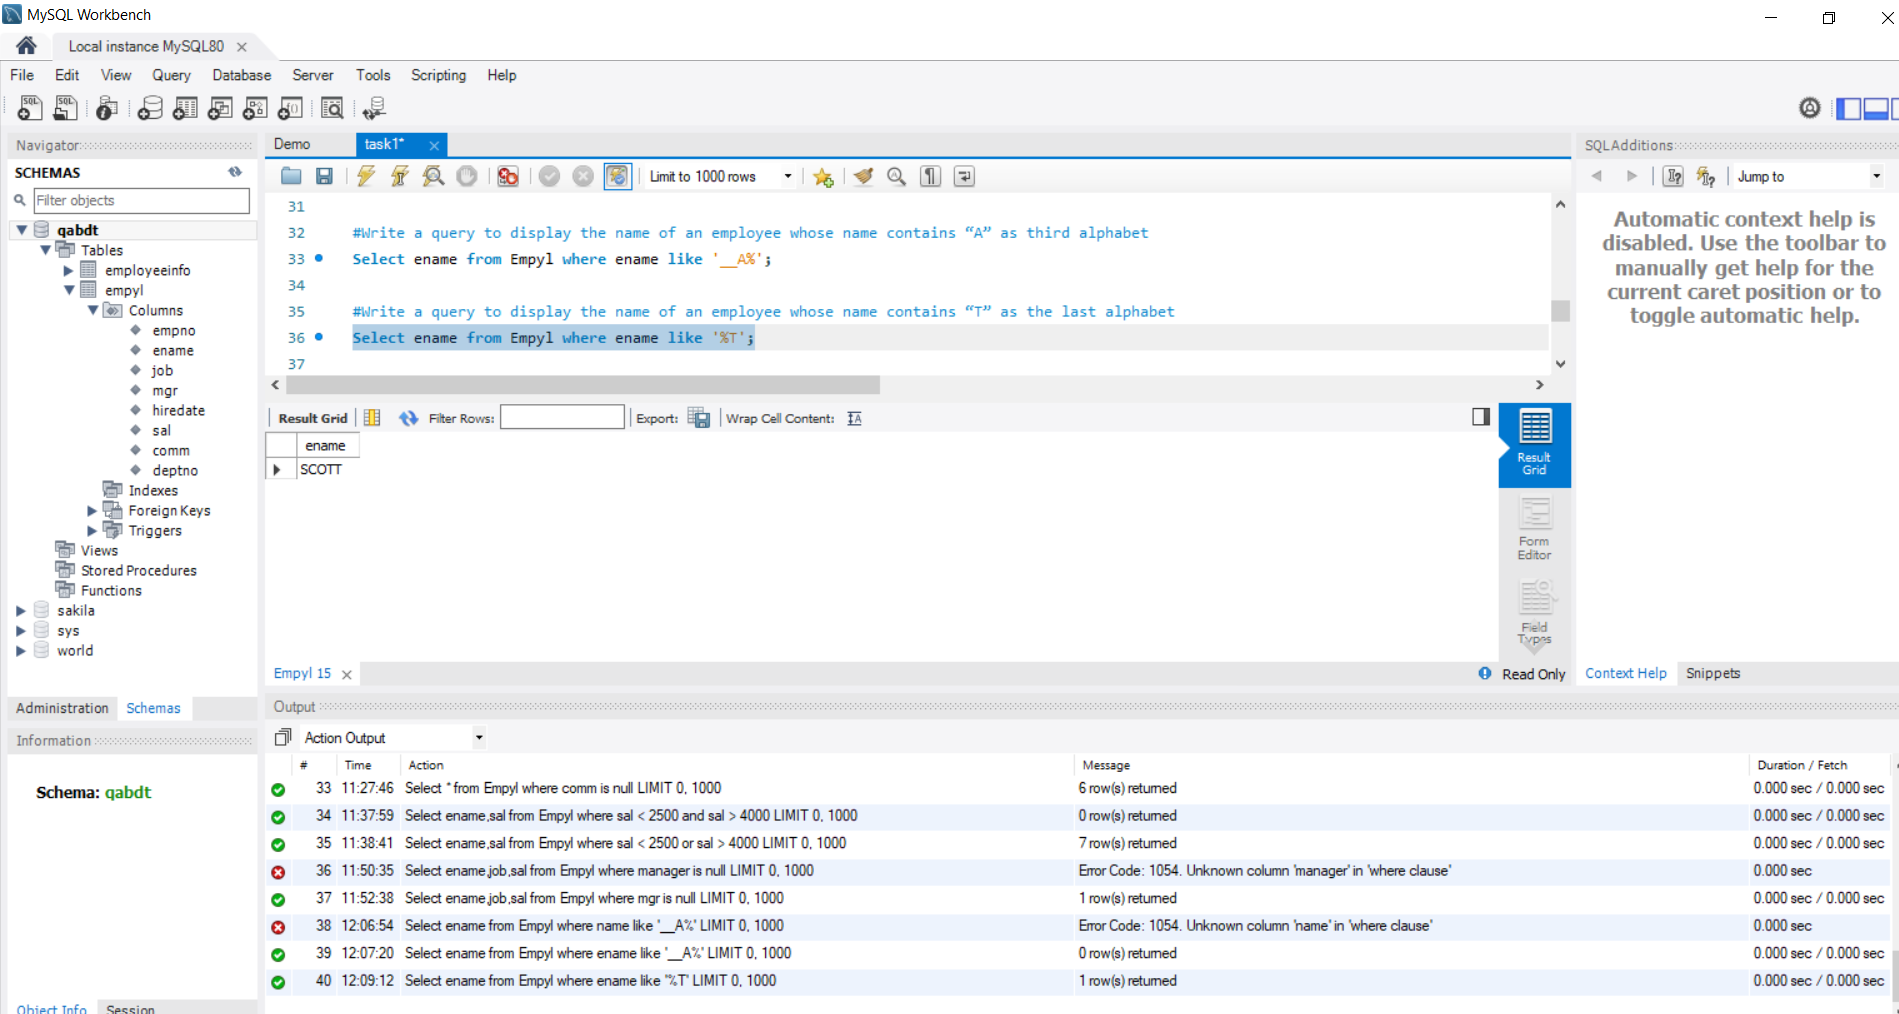 MySQL Workbench
Local instance MySQL80
File Edit View Query Database Server Tools Scripting Help
Navigator
SCHEMAS
Filter objects
qabdt
Tables
employeeinfo
empyl
Columns
empno
ename
job
mgr
hiredate
sal
comm
deptno
Indexes
Foreign Keys
Triggers
Views
Stored Procedures
Functions
sakila
sys
world
Administration Schemas
Information
Schema: qabdt
Object Info Session
Demo task1*
Limit to 1000 rows
31
32 #Write a query to display the name of an employee whose name contains “A” as third alphabet
33 Select ename from Empyl where ename like '__A%';
34
35 #Write a query to display the name of an employee whose name contains “T” as the last alphabet
36 Select ename from Empyl where ename like '%T';
37
Result Grid Filter Rows: Export: Wrap Cell Content:
ename
SCOTT
Result
Grid
Form
Editor
Field
Types
Empyl 15
Read Only
SQLAdditions
Jump to
Automatic context help is
disabled. Use the toolbar to
manually get help for the
current caret position or to
toggle automatic help.
Context Help Snippets
Output
Action Output
# Time Action Message Duration / Fetch
33 11:27:46 Select * from Empyl where comm is null LIMIT 0, 1000 6 row(s) returned 0.000 sec / 0.000 sec
34 11:37:59 Select ename,sal from Empyl where sal < 2500 and sal > 4000 LIMIT 0, 1000 0 row(s) returned 0.000 sec / 0.000 sec
35 11:38:41 Select ename,sal from Empyl where sal < 2500 or sal > 4000 LIMIT 0, 1000 7 row(s) returned 0.000 sec / 0.000 sec
36 11:50:35 Select ename,job,sal from Empyl where manager is null LIMIT 0, 1000 Error Code: 1054. Unknown column 'manager' in 'where clause' 0.000 sec
37 11:52:38 Select ename,job,sal from Empyl where mgr is null LIMIT 0, 1000 1 row(s) returned 0.000 sec / 0.000 sec
38 12:06:54 Select ename from Empyl where name like '__A%' LIMIT 0, 1000 Error Code: 1054. Unknown column 'name' in 'where clause' 0.000 sec
39 12:07:20 Select ename from Empyl where ename like '__A%' LIMIT 0, 1000 0 row(s) returned 0.000 sec / 0.000 sec
40 12:09:12 Select ename from Empyl where ename like '%T' LIMIT 0, 1000 1 row(s) returned 0.000 sec / 0.000 sec